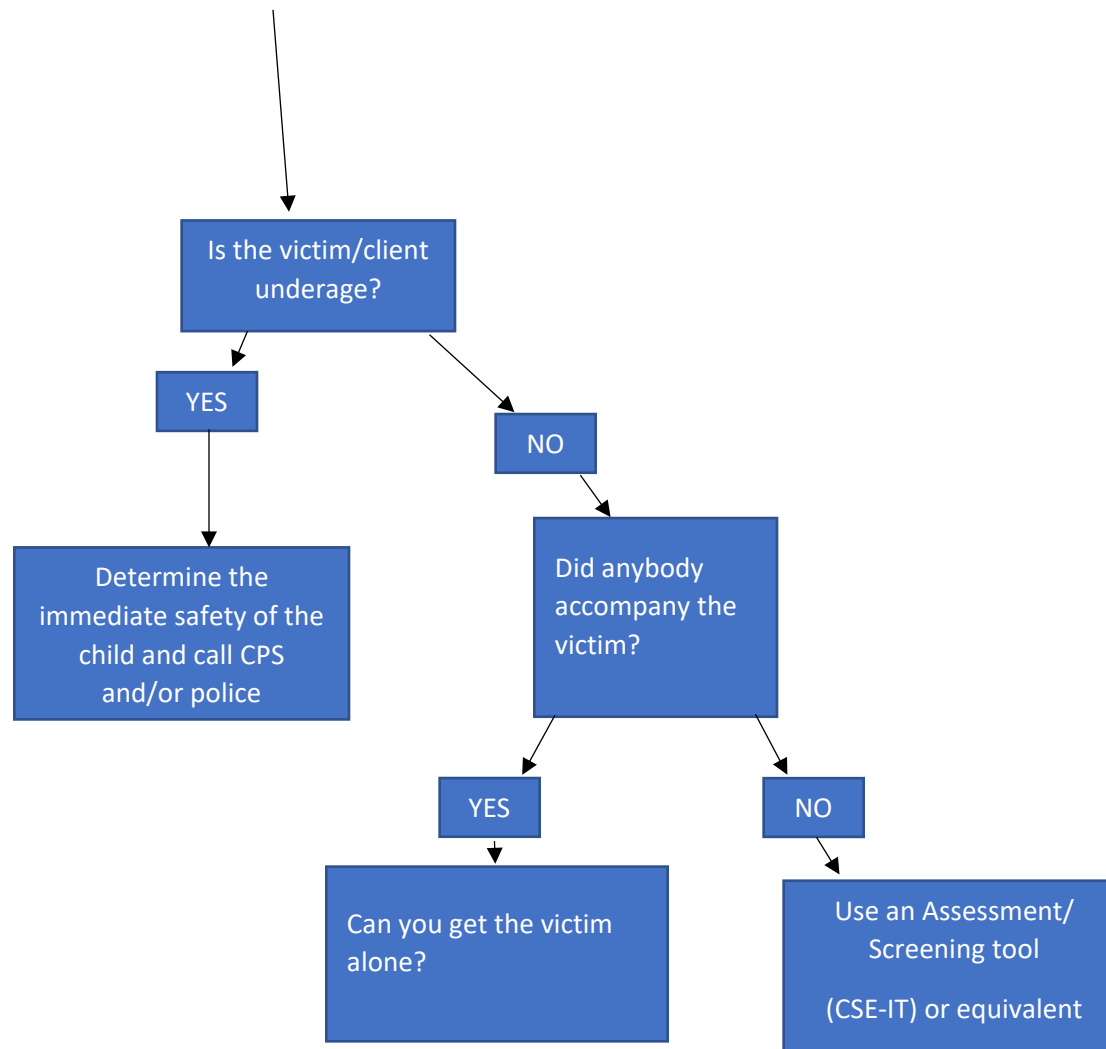 Is the victim/client
underage?
YES
NO
Determine the
immediate safety of the
child and call CPS
and/or police
Did anybody
accompany the
victim?
YES
NO
Can you get the victim
alone?
Use an Assessment/
Screening tool
(CSE-IT) or equivalent